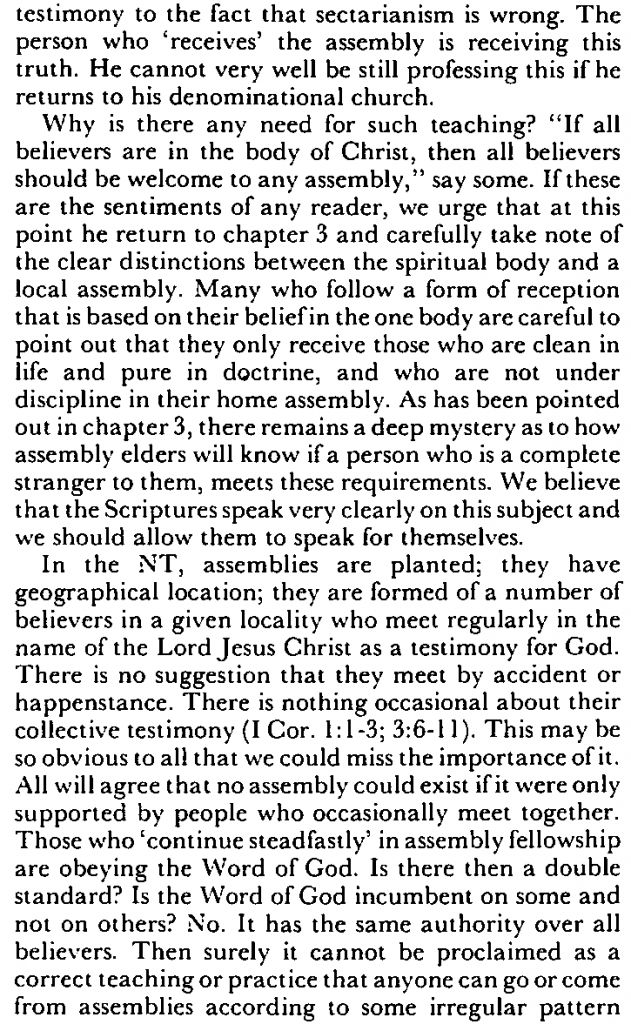 testimony to the fact that sectarianism is wrong. The
person who ‘receives’ the assembly is receiving this
truth. He cannot very well be still professing this if he
returns to his denominational church.
Why is there any need for such teaching? “If all
believers are in the body of Christ, then all believers
should be welcome to any assembly,” say some. If these
are the sentiments of any reader, we urge that at this
point he return to chapter 3 and carefully take note of
the clear distinctions between the spiritual body and a
local assembly. Many who follow a form of reception
that is based on their belief in the one body are careful to
point out that they only receive those who are clean in
life and pure in doctrine, and who are not under
discipline in their home assembly. As has been pointed
out in chapter 3, there remains a deep mystery as to how
assembly elders will know if a person who is a complete
stranger to them, meets these requirements. We believe
that the Scriptures speak very clearly on this subject and
we should allow them to speak for themselves.
In the NT, assemblies are planted; they have
geographical location; they are formed of a number of
believers in a given locality who meet regularly in the
name of the Lord Jesus Christ as a testimony for God.
There is no suggestion that they meet by accident or
happenstance. There is nothing occasional about their
collective testimony (I Cor. 1:1-3; 3:6-11). This may be
so obvious to all that we could miss the importance of it.
All will agree that no assembly could exist if it were only
supported by people who occasionally meet together.
Those who ‘continue steadfastly’ in assembly fellowship
are obeying the Word of God. Is there then a double
standard? Is the Word of God incumbent on some and
not on others? No. It has the same authority over all
believers. Then surely it cannot be proclaimed as a
correct teaching or practice that anyone can go or come
from assemblies according to some irregular pattern